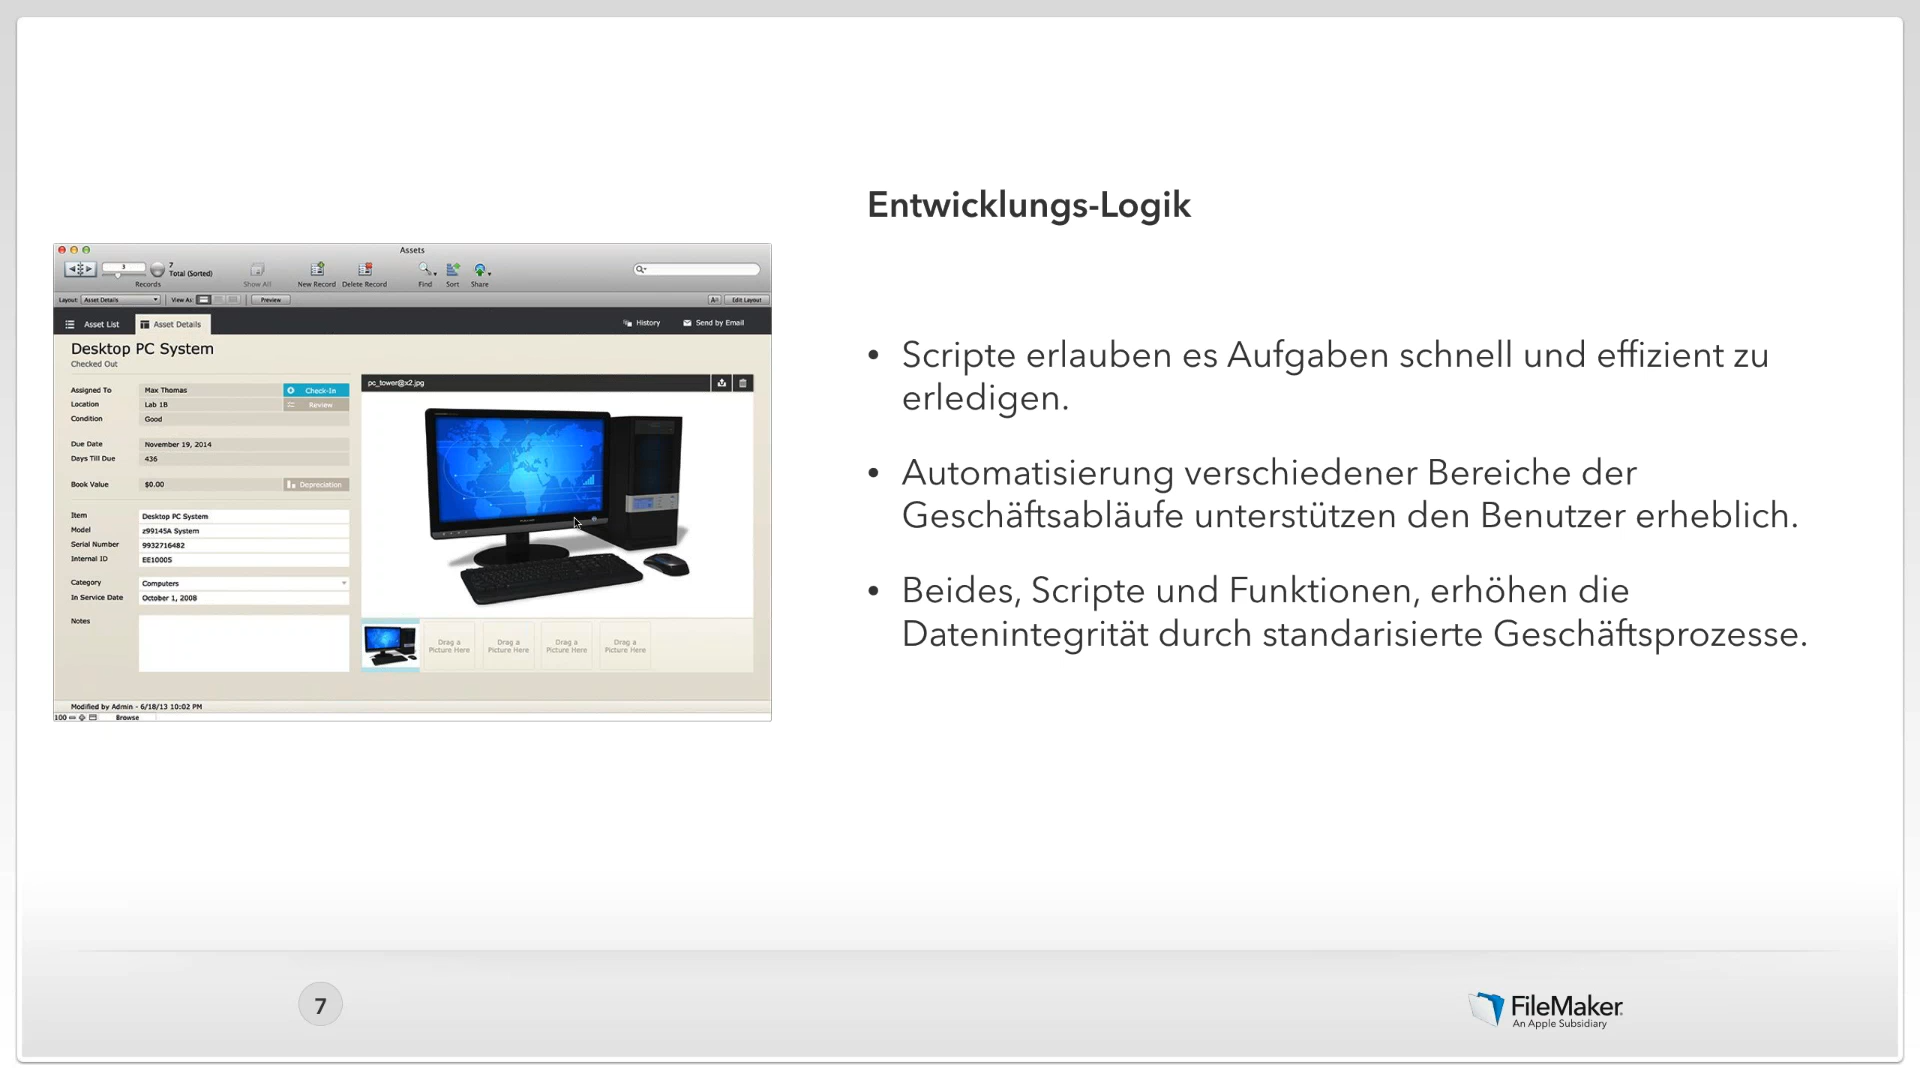 Entwicklungs-Logik
• Scripte erlauben es Aufgaben schnell und effizient zu
erledigen.
• Automatisierung verschiedener Bereiche der
Geschäftsabläufe unterstützen den Benutzer erheblich.
• Beides, Scripte und Funktionen, erhöhen die
Datenintegrität durch standarisierte Geschäftsprozesse.
Assets
3
7
Total (Sorted)
Records
Show All
New Record
Delete Record
Find
Sort
Share
Layout: Asset Details
View As:
Preview
Edit Layout
Asset List
Asset Details
History
Send by Email
Desktop PC System
Checked Out
Assigned To Max Thomas Check-In
Location Lab 1B Review
Condition Good
Due Date November 19, 2014
Days Till Due 436
Book Value $0.00 Depreciation
Item Desktop PC System
Model z99145A System
Serial Number 9932716482
Internal ID EE10005
Category Computers
In Service Date October 1, 2008
Notes
pc_tower@x2.jpg
Drag a
Picture Here
Drag a
Picture Here
Drag a
Picture Here
Drag a
Picture Here
Modified by Admin - 6/18/13 10:02 PM
100 Browse
7
FileMaker
An Apple Subsidiary